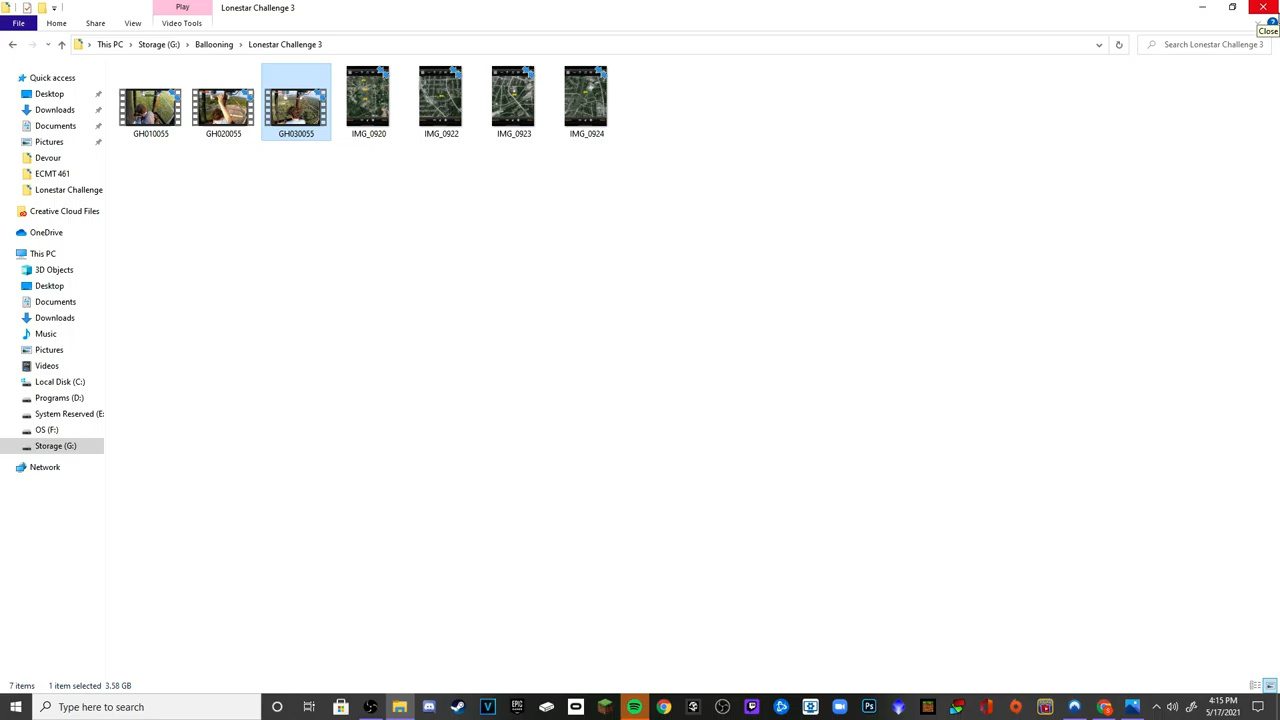 Play
Lonestar Challenge 3
File
Home
Share
View
Video Tools
Close
This PC
Storage (G:)
Ballooning
Lonestar Challenge 3
Search Lonestar Challenge 3
Quick access
Desktop
Downloads
Documents
Pictures
Devour
ECMT 461
Lonestar Challenge
Creative Cloud Files
OneDrive
This PC
3D Objects
Desktop
Documents
Downloads
Music
Pictures
Videos
Local Disk (C:)
Programs (D:)
System Reserved (E:
OS (F:)
Storage (G:)
Network
GH010055
GH020055
GH030055
IMG_0920
IMG_0922
IMG_0923
IMG_0924
7 items
1 item selected
3.58 GB
Type here to search
EPIC
Ps
4:15 PM
5/17/2021